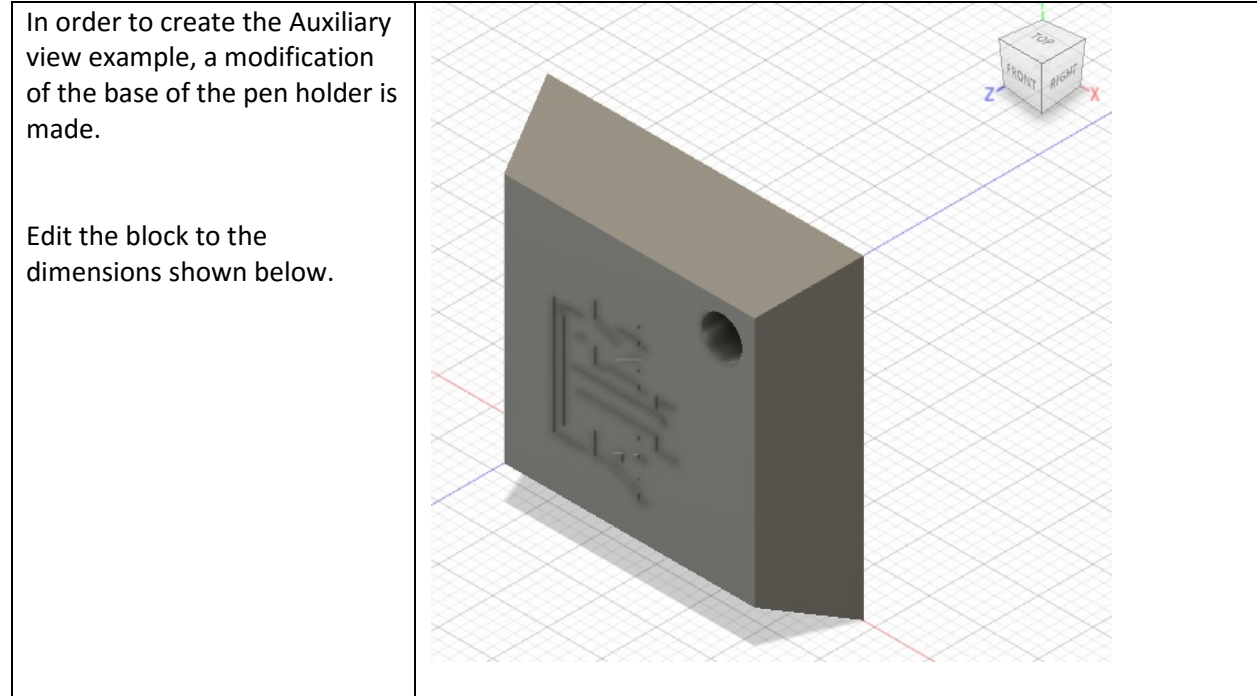 In order to create the Auxiliary
view example, a modification
of the base of the pen holder is
made.
Edit the block to the
dimensions shown below.
TOP
FRONT
RIGHT
Z
X